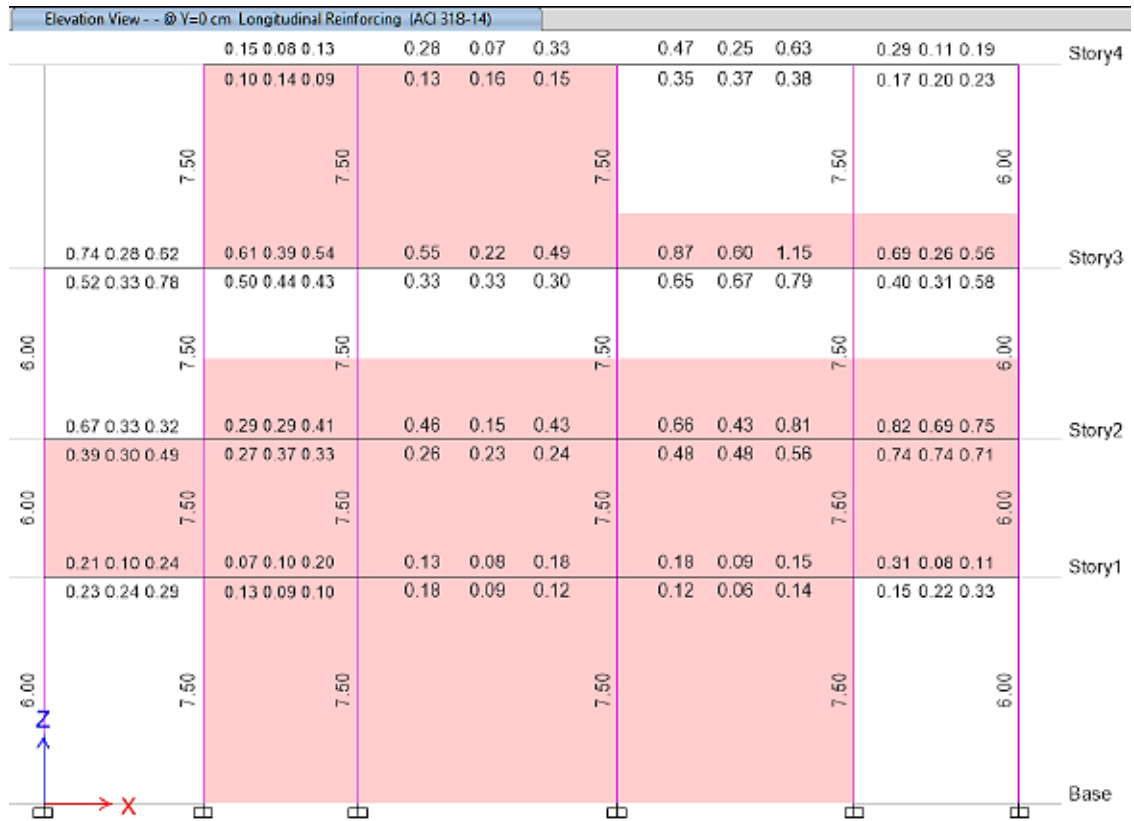 Elevation View - - @ Y=0 cm Longitudinal Reinforcing (ACI 318-14)
0.15 0.08 0.13 0.28 0.07 0.33 0.47 0.25 0.63 0.29 0.11 0.19 Story4
0.10 0.14 0.09 0.13 0.16 0.15 0.35 0.37 0.38 0.17 0.20 0.23
7.50 7.50 7.50 7.50 6.00
0.74 0.28 0.62 0.61 0.39 0.54 0.55 0.22 0.49 0.87 0.60 1.15 0.69 0.26 0.56 Story3
0.52 0.33 0.78 0.50 0.44 0.43 0.33 0.33 0.30 0.65 0.67 0.79 0.40 0.31 0.58
6.00 7.50 7.50 7.50 7.50 6.00
0.67 0.33 0.32 0.29 0.29 0.41 0.46 0.15 0.43 0.66 0.43 0.81 0.82 0.69 0.75 Story2
0.39 0.30 0.49 0.27 0.37 0.33 0.26 0.23 0.24 0.48 0.48 0.56 0.74 0.74 0.71
6.00 7.50 7.50 7.50 7.50 6.00
0.21 0.10 0.24 0.07 0.10 0.20 0.13 0.08 0.18 0.18 0.09 0.15 0.31 0.08 0.11 Story1
0.23 0.24 0.29 0.13 0.09 0.10 0.18 0.09 0.12 0.12 0.06 0.14 0.15 0.22 0.33
6.00 7.50 7.50 7.50 7.50 6.00
Z
X Base